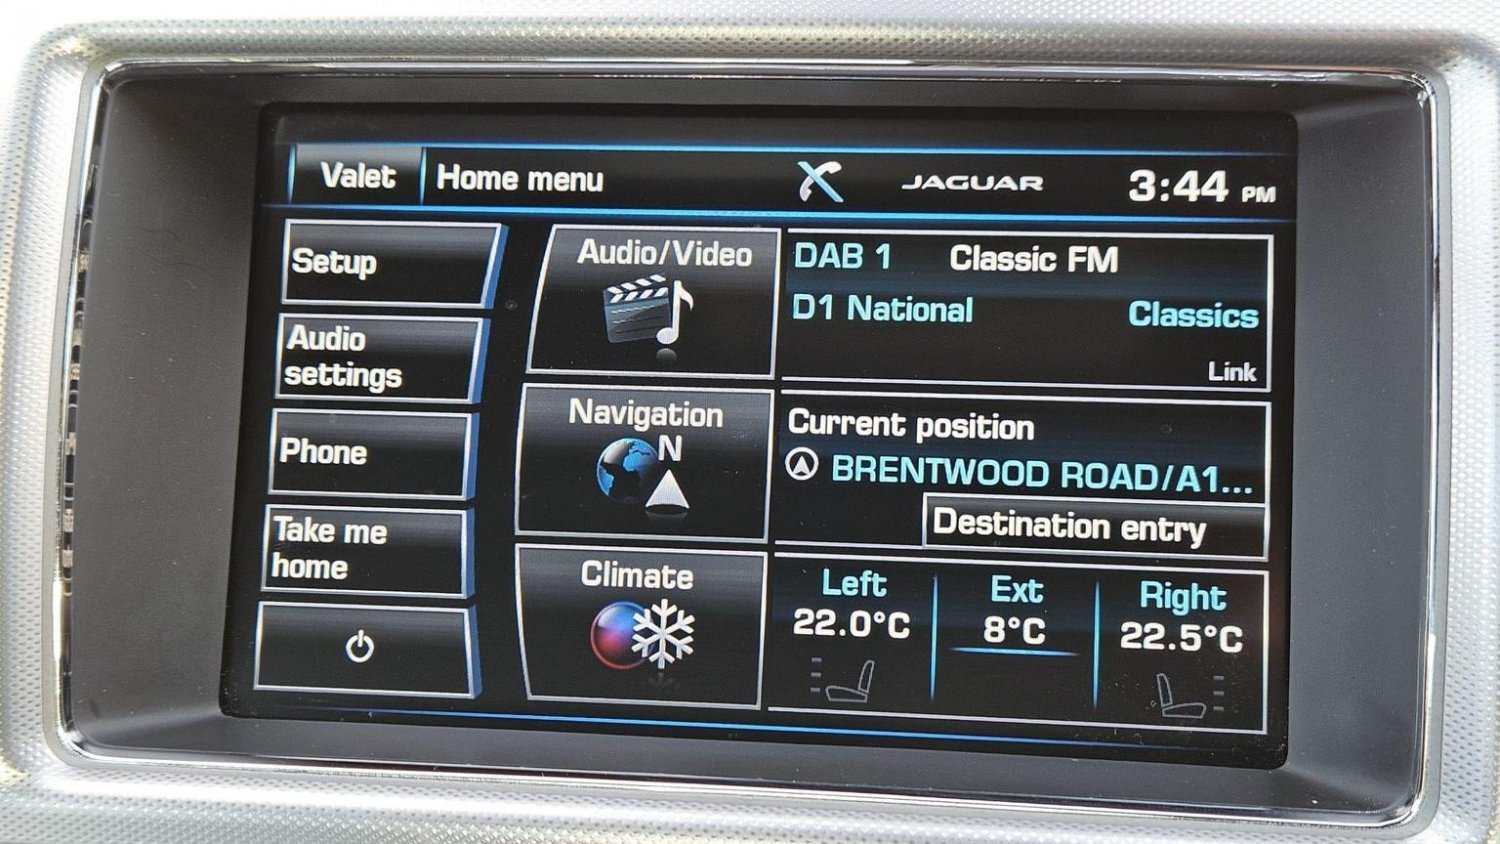 Valet
Home menu
JAGUAR
3:44 PM
Setup
Audio
settings
Phone
Take me
home
Audio/Video
Navigation
N
Climate
DAB 1 Classic FM
D1 National Classics
Link
Current position
BRENTWOOD ROAD/A1...
Destination entry
Left Ext Right
22.0°C 8°C 22.5°C